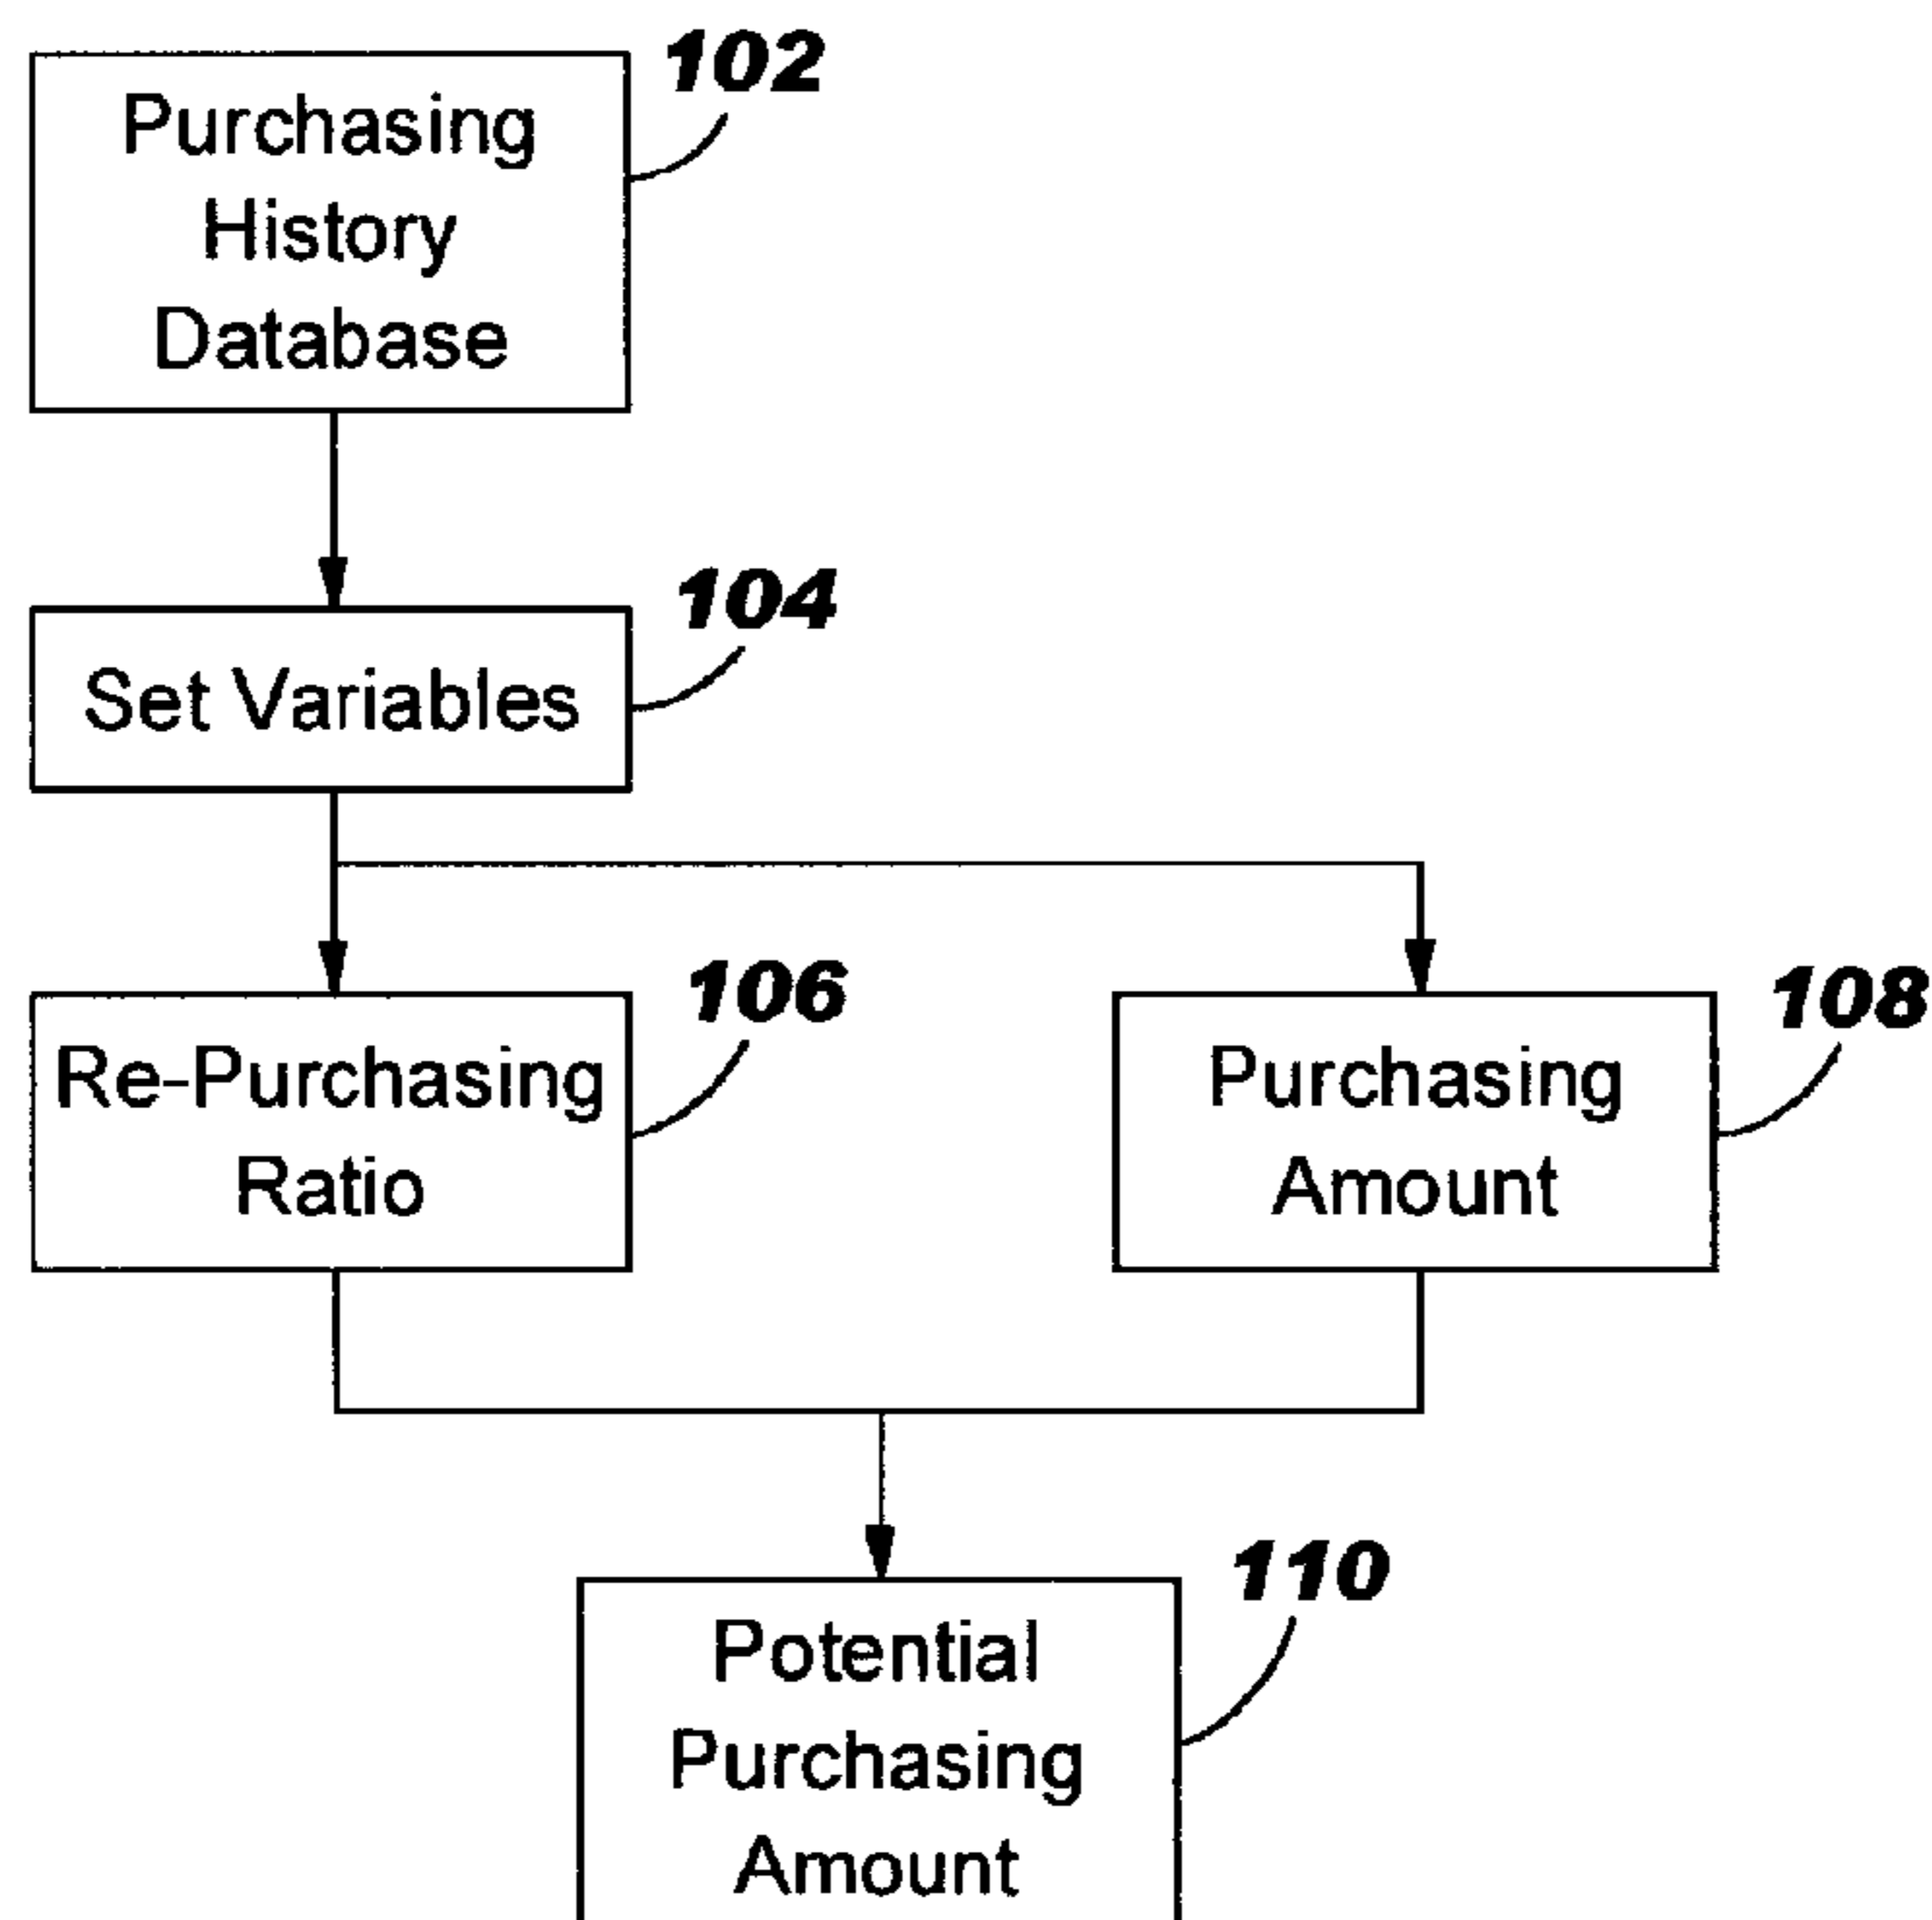 102
Purchasing
History
Database
104
Set Variables
106
Re-Purchasing
Ratio
108
Purchasing
Amount
110
Potential
Purchasing
Amount